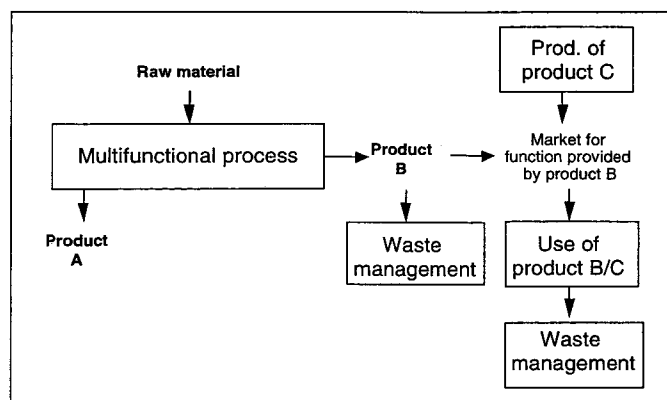 Prod. of
product C
Raw material
Multifunctional process
Product
B
Market for
function provided
by product B
Product
A
Waste
management
Use of
product B/C
Waste
management